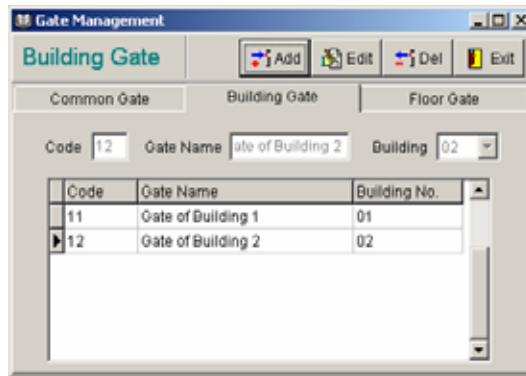 Gate Management
Building Gate Add Edit Del Exit
Common Gate Building Gate Floor Gate
Code 12 Gate Name ate of Building 2 Building 02
Code Gate Name Building No.
11 Gate of Building 1 01
12 Gate of Building 2 02